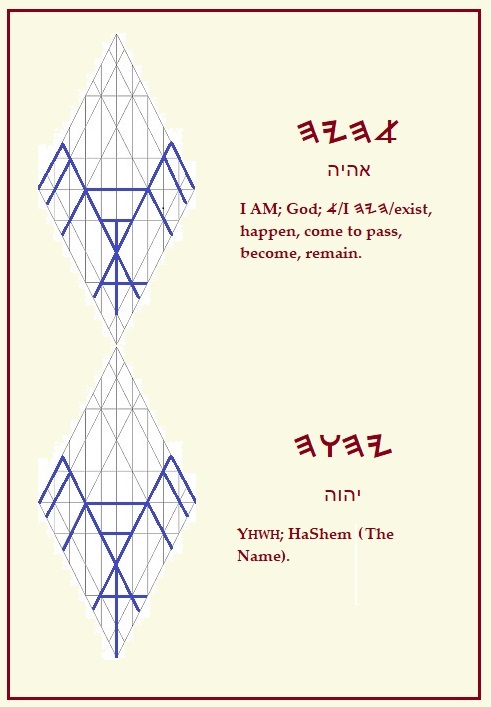 𐤀𐤄𐤉𐤄
אהיה
I AM; God; 𐤀/I 𐤄𐤉𐤄/exist,
happen, come to pass,
become, remain.
𐤉𐤄𐤅𐤄
יהוה
YHWH; HaShem (The
Name).